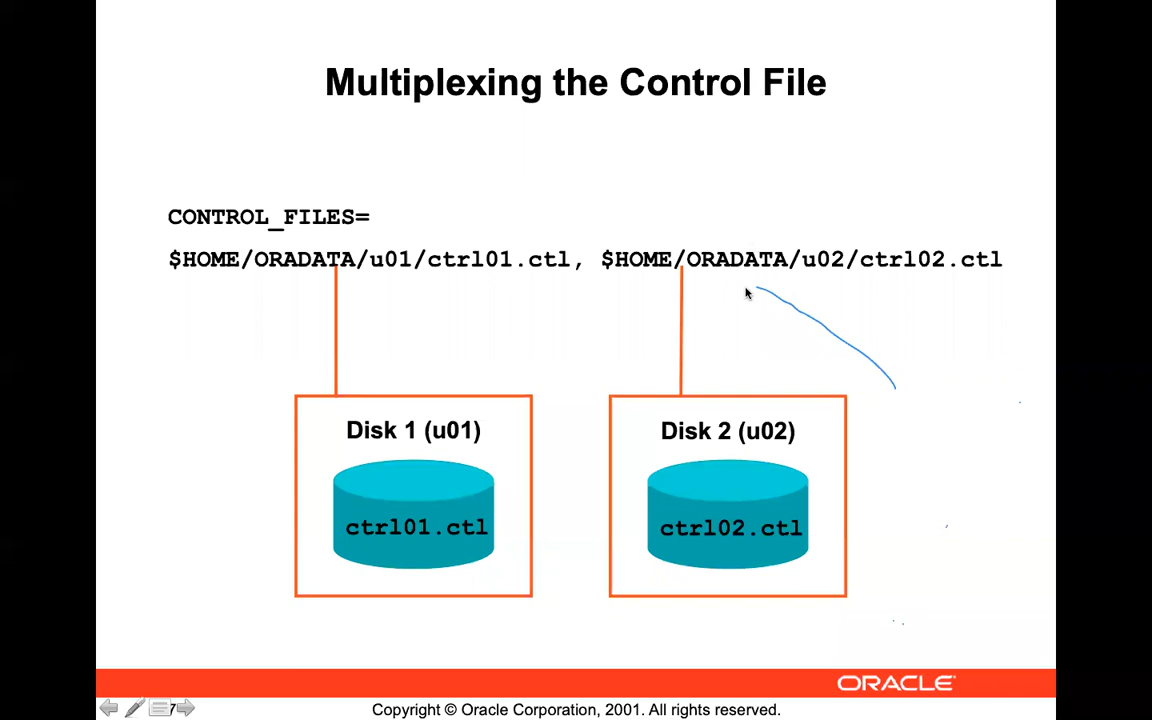 Multiplexing the Control File
CONTROL_FILES=
$HOME/ORADATA/u01/ctrl01.ctl, $HOME/ORADATA/u02/ctrl02.ctl
Disk 1 (u01)
Disk 2 (u02)
ctrl01.ctl
ctrl02.ctl
ORACLE®
7
Copyright © Oracle Corporation, 2001. All rights reserved.